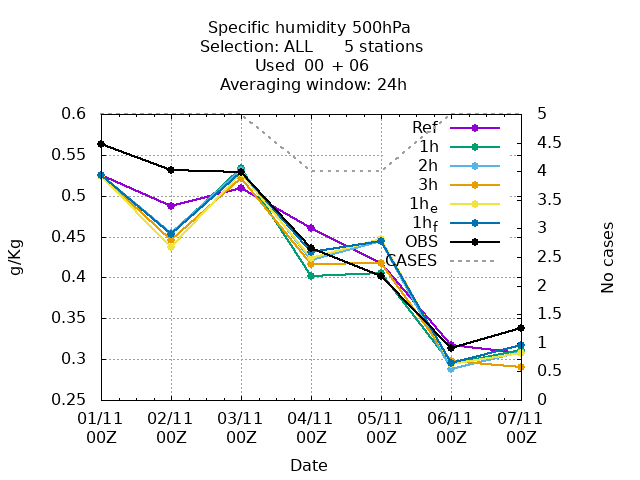 Specific humidity 500hPa
Selection: ALL 5 stations
Used 00 + 06
Averaging window: 24h
0.6
0.55
0.5
0.45
0.4
0.35
0.3
0.25
g/Kg
5
4.5
4
3.5
3
2.5
2
1.5
1
0.5
0
No cases
Ref
1h
2h
3h
1he
1hf
OBS
CASES
01/11 02/11 03/11 04/11 05/11 06/11 07/11
00Z 00Z 00Z 00Z 00Z 00Z 00Z
Date